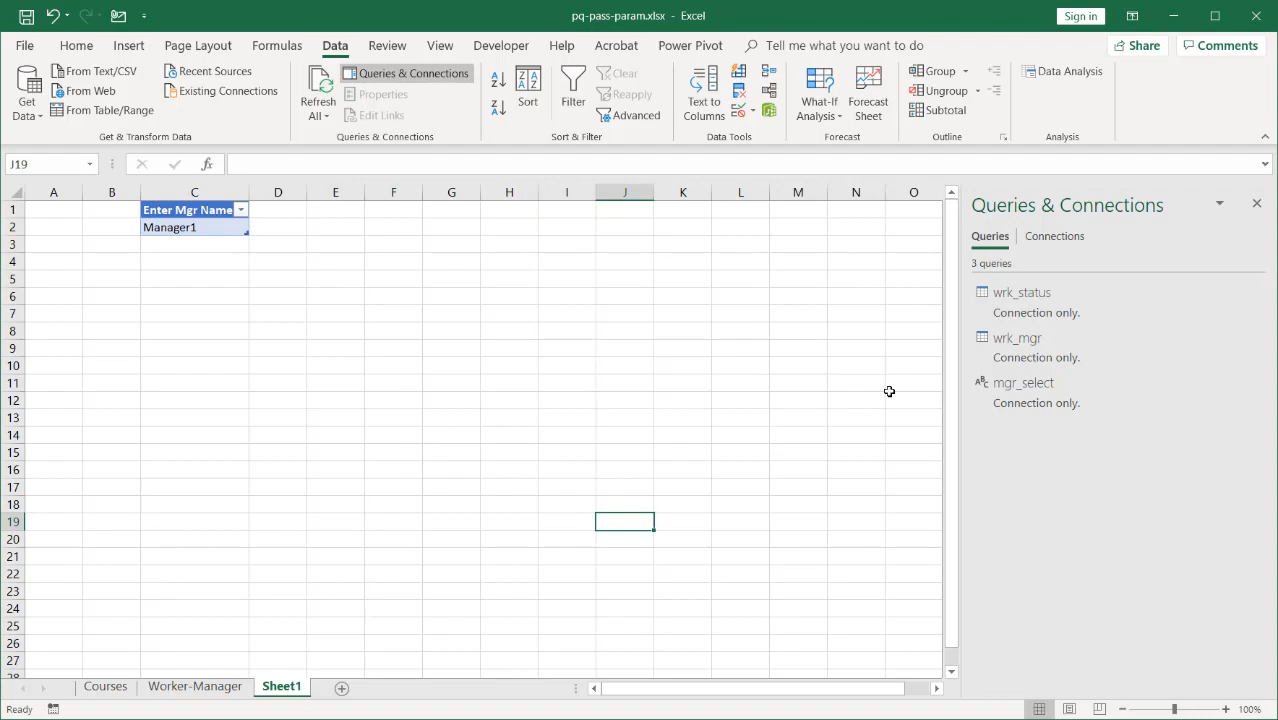 pq-pass-param.xlsx - Excel
Sign in
File Home Insert Page Layout Formulas Data Review View Developer Help Acrobat Power Pivot Tell me what you want to do Share Comments
Get Data
From Text/CSV
From Web
From Table/Range
Recent Sources
Existing Connections
Get & Transform Data
Refresh All
Queries & Connections
Properties
Edit Links
Queries & Connections
Sort
Filter
Clear
Reapply
Advanced
Sort & Filter
Text to Columns
Data Tools
What-If Analysis
Forecast Sheet
Forecast
Group
Ungroup
Subtotal
Outline
Data Analysis
Analysis
J19
fx
A B C D E F G H I J K L M N O
1 Enter Mgr Name
2 Manager1
3
4
5
6
7
8
9
10
11
12
13
14
15
16
17
18
19
20
21
22
23
24
25
26
27
28
Queries & Connections
Queries Connections
3 queries
wrk_status
Connection only.
wrk_mgr
Connection only.
ABC mgr_select
Connection only.
Courses Worker-Manager Sheet1
Ready
100%